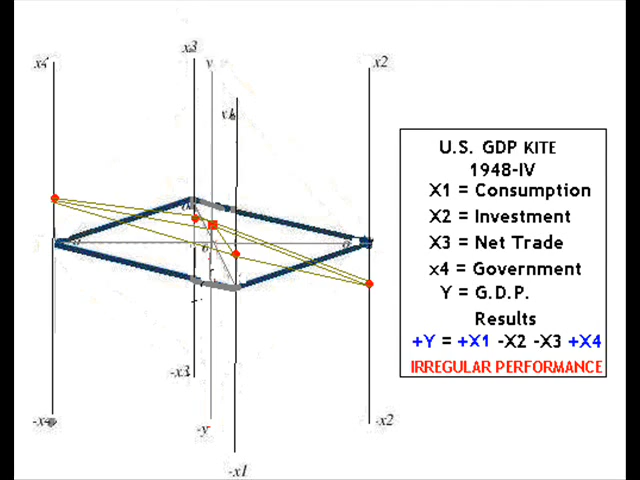 x3
x4
y
x2
U.S. GDP KITE
1948-IV
X1 = Consumption
X2 = Investment
X3 = Net Trade
x4 = Government
Y = G.D.P.
Results
+Y = +X1 -X2 -X3 +X4
IRREGULAR PERFORMANCE
-x3
-x4
-y
-x2
-x1